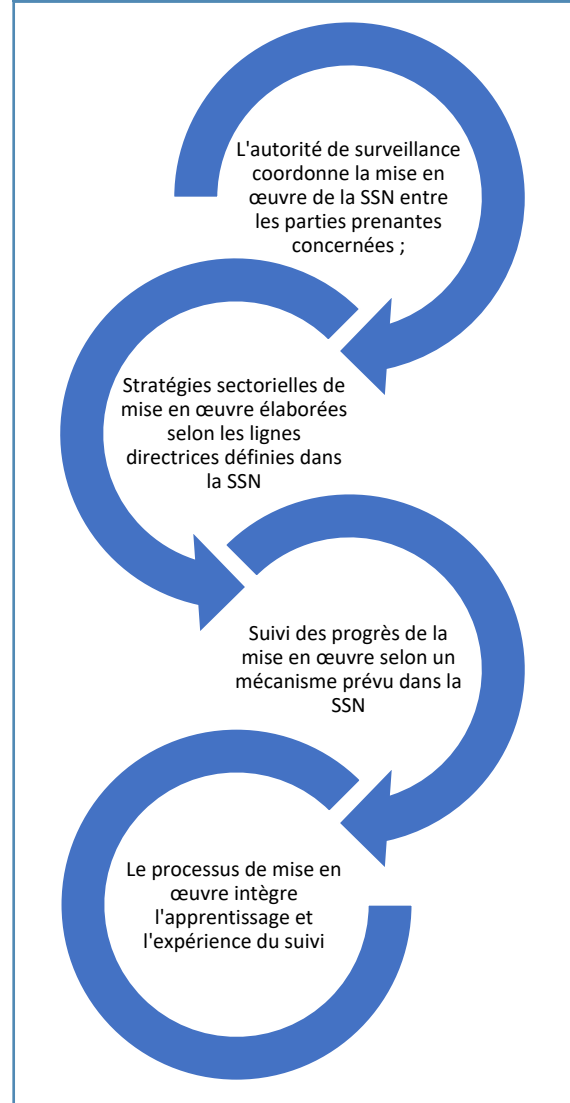 L'autorité de surveillance
coordonne la mise en
œuvre de la SSN entre
les parties prenantes
concernées ;
Stratégies sectorielles de
mise en œuvre élaborées
selon les lignes
directrices définies dans
la SSN
Suivi des progrès de la
mise en œuvre selon un
mécanisme prévu dans la
SSN
Le processus de mise en
œuvre intègre
l'apprentissage et
l'expérience du suivi